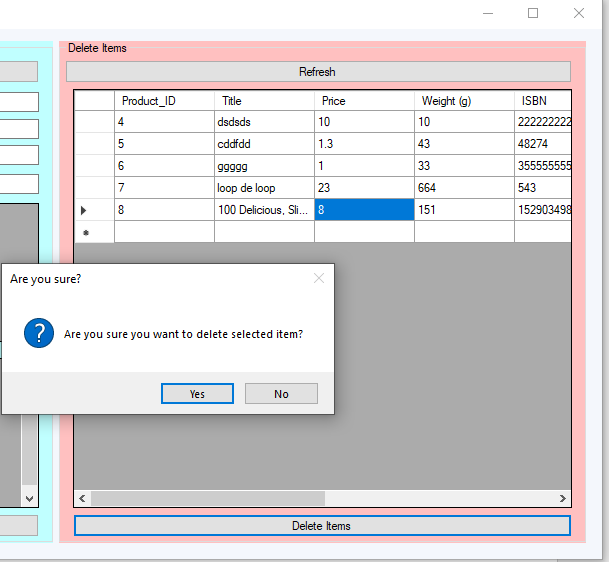 Delete Items
Refresh
Product_ID Title Price Weight (g) ISBN
4 dsdsds 10 10 222222222
5 cddfdd 1.3 43 48274
6 ggggg 1 33 355555555
7 loop de loop 23 664 543
8 100 Delicious, Sli... 8 151 152903498
Are you sure?
Are you sure you want to delete selected item?
Yes No
Delete Items